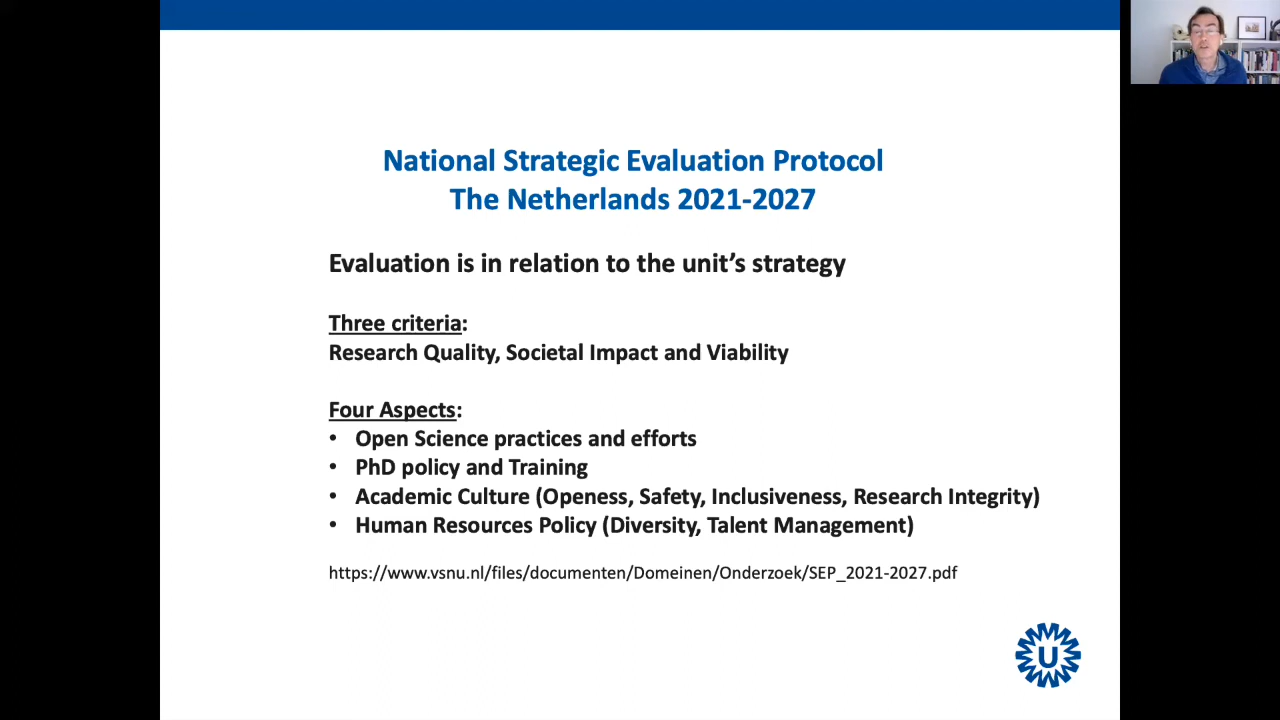 National Strategic Evaluation Protocol
The Netherlands 2021-2027
Evaluation is in relation to the unit’s strategy
Three criteria:
Research Quality, Societal Impact and Viability
Four Aspects:
• Open Science practices and efforts
• PhD policy and Training
• Academic Culture (Openess, Safety, Inclusiveness, Research Integrity)
• Human Resources Policy (Diversity, Talent Management)
https://www.vsnu.nl/files/documenten/Domeinen/Onderzoek/SEP_2021-2027.pdf
U